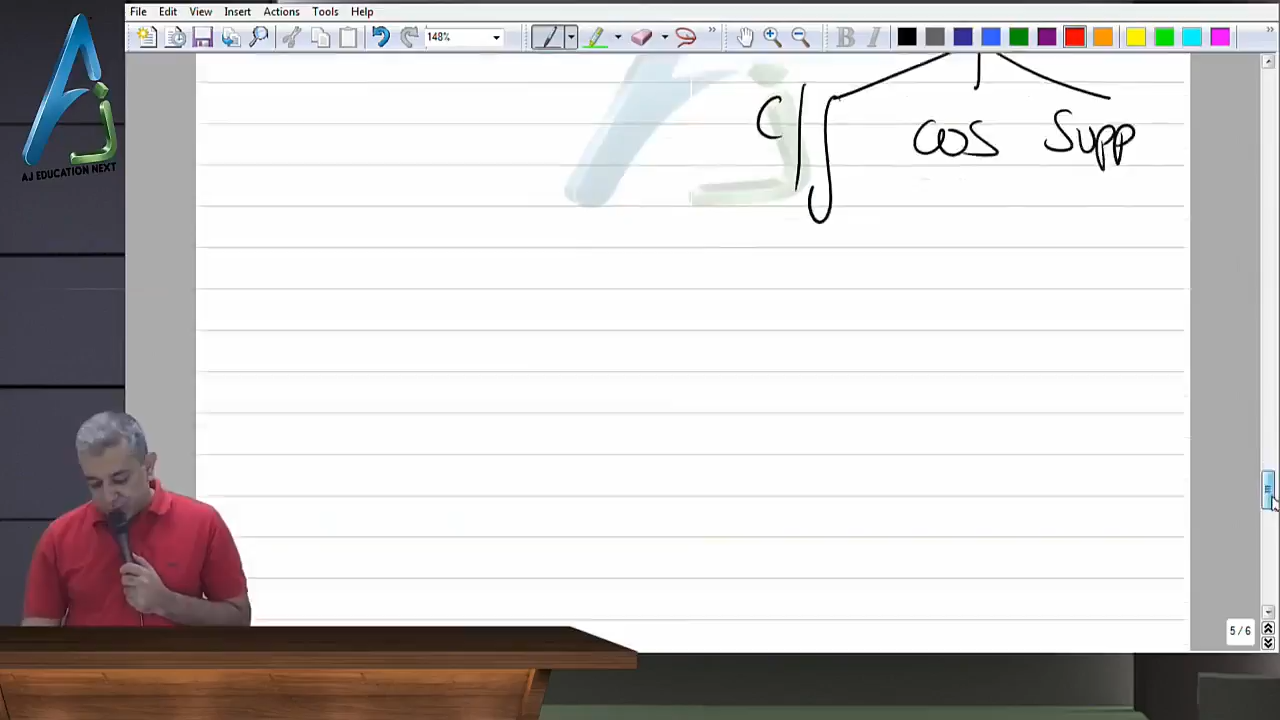 File Edit View Insert Actions Tools Help
148%
B I
AJ EDUCATION NEXT
C
cos Supp
5 / 6